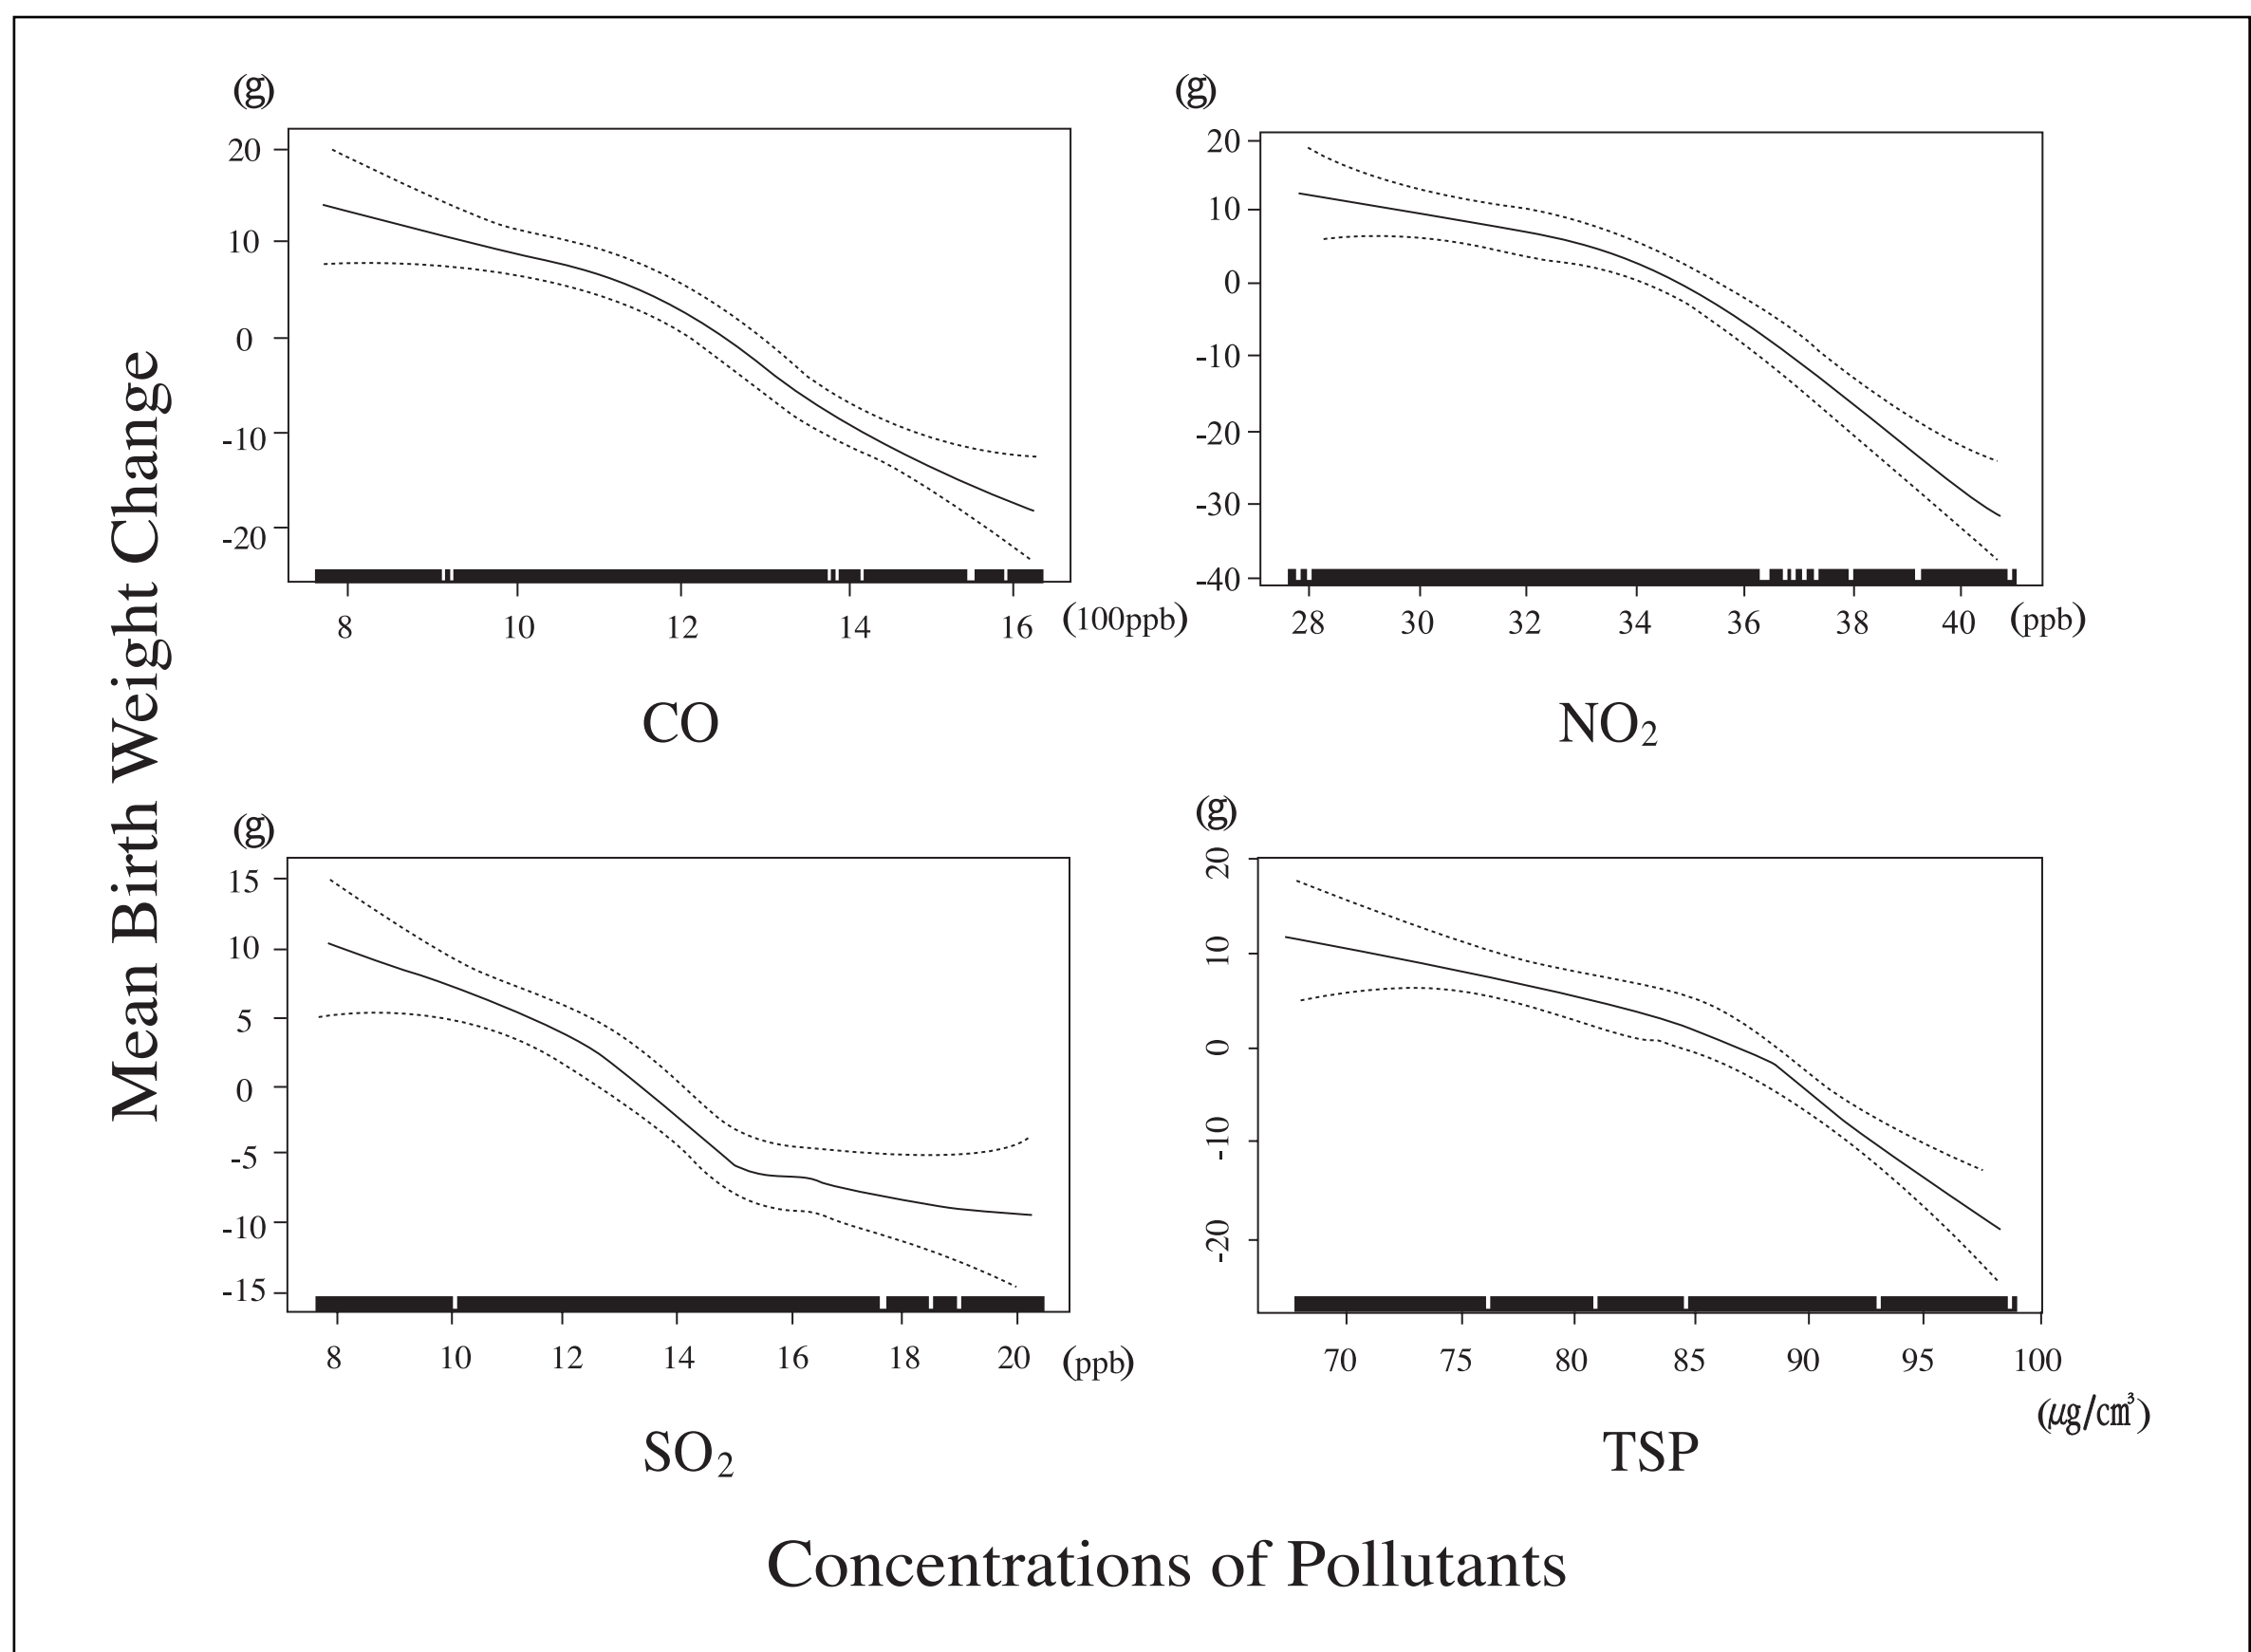 Mean Birth Weight Change
(g)
20
10
0
-10
-20
8 10 12 14 16 (100ppb)
CO
(g)
20
10
0
-10
-20
-30
-40
28 30 32 34 36 38 40 (ppb)
NO₂
(g)
15
10
5
0
-5
-10
-15
8 10 12 14 16 18 20 (ppb)
SO₂
(g)
20
10
0
-10
-20
70 75 80 85 90 95 100
(μg/cm³)
TSP
Concentrations of Pollutants